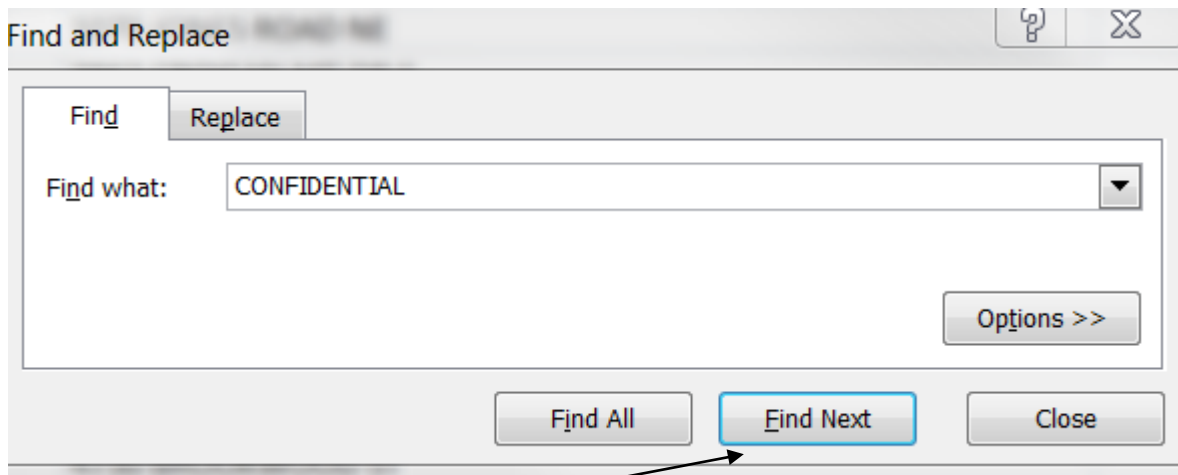 Find and Replace
Find Replace
Find what: CONFIDENTIAL
Options >>
Find All Find Next Close